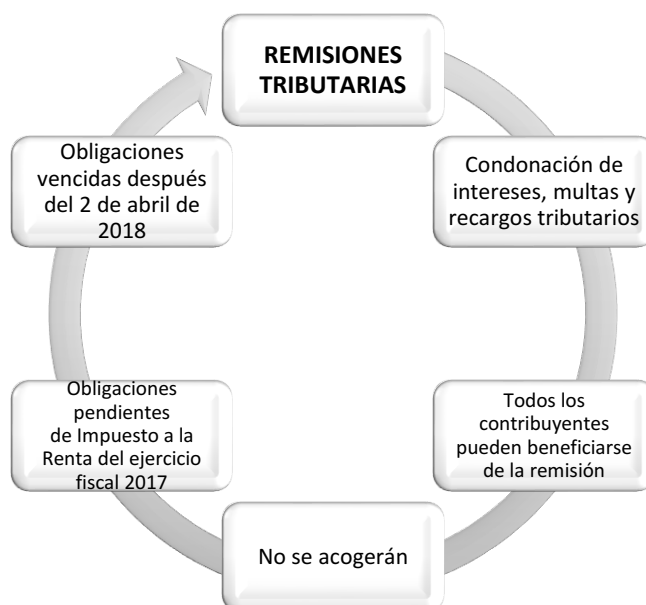 REMISIONES
TRIBUTARIAS
Condonación de
intereses, multas y
recargos tributarios
Todos los
contribuyentes
pueden beneficiarse
de la remisión
No se acogerán
Obligaciones
pendientes
de Impuesto a la
Renta del ejercicio
fiscal 2017
Obligaciones
vencidas después
del 2 de abril de
2018